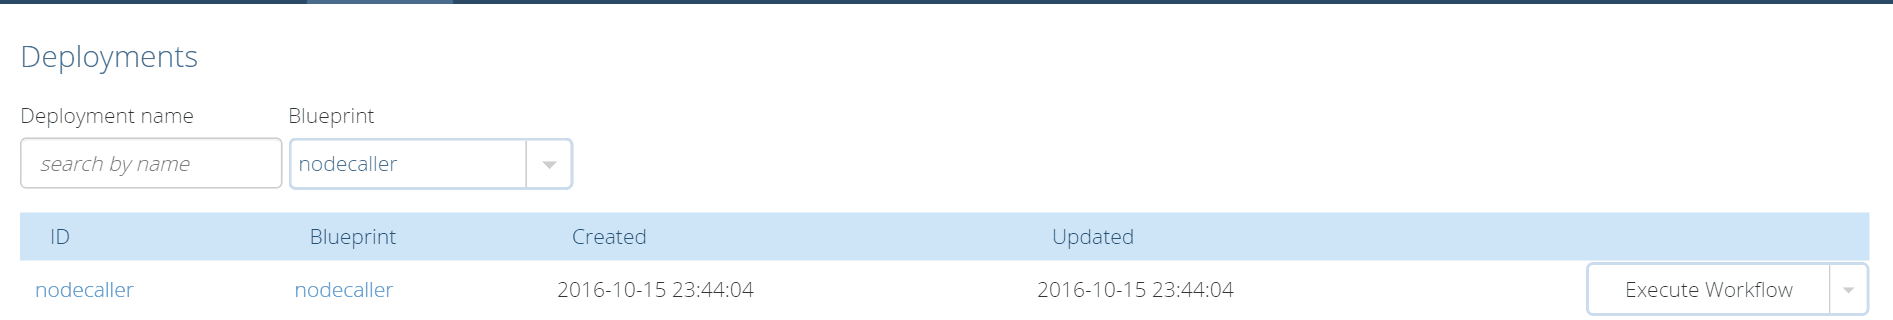 Deployments
Deployment name Blueprint
search by name nodecaller
ID Blueprint Created Updated
nodecaller nodecaller 2016-10-15 23:44:04 2016-10-15 23:44:04 Execute Workflow